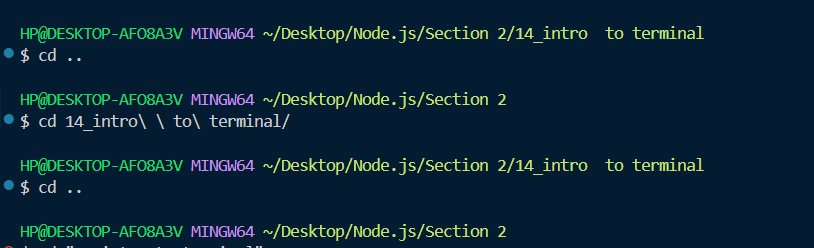 HP@DESKTOP-AFO8A3V MINGW64 ~/Desktop/Node.js/Section 2/14_intro  to terminal
$ cd ..
HP@DESKTOP-AFO8A3V MINGW64 ~/Desktop/Node.js/Section 2
$ cd 14_intro\ \ to\ terminal/
HP@DESKTOP-AFO8A3V MINGW64 ~/Desktop/Node.js/Section 2/14_intro  to terminal
$ cd ..
HP@DESKTOP-AFO8A3V MINGW64 ~/Desktop/Node.js/Section 2